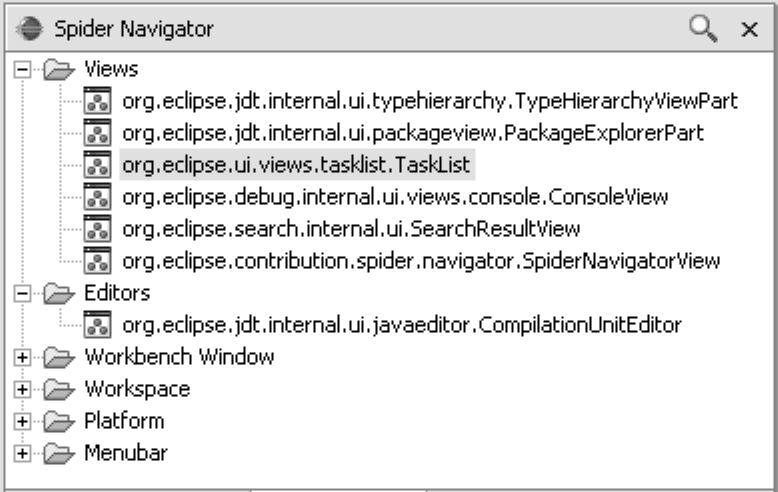 Spider Navigator
Views
org.eclipse.jdt.internal.ui.typehierarchy.TypeHierarchyViewPart
org.eclipse.jdt.internal.ui.packageview.PackageExplorerPart
org.eclipse.ui.views.tasklist.TaskList
org.eclipse.debug.internal.ui.views.console.ConsoleView
org.eclipse.search.internal.ui.SearchResultView
org.eclipse.contribution.spider.navigator.SpiderNavigatorView
Editors
org.eclipse.jdt.internal.ui.javaeditor.CompilationUnitEditor
Workbench Window
Workspace
Platform
Menubar